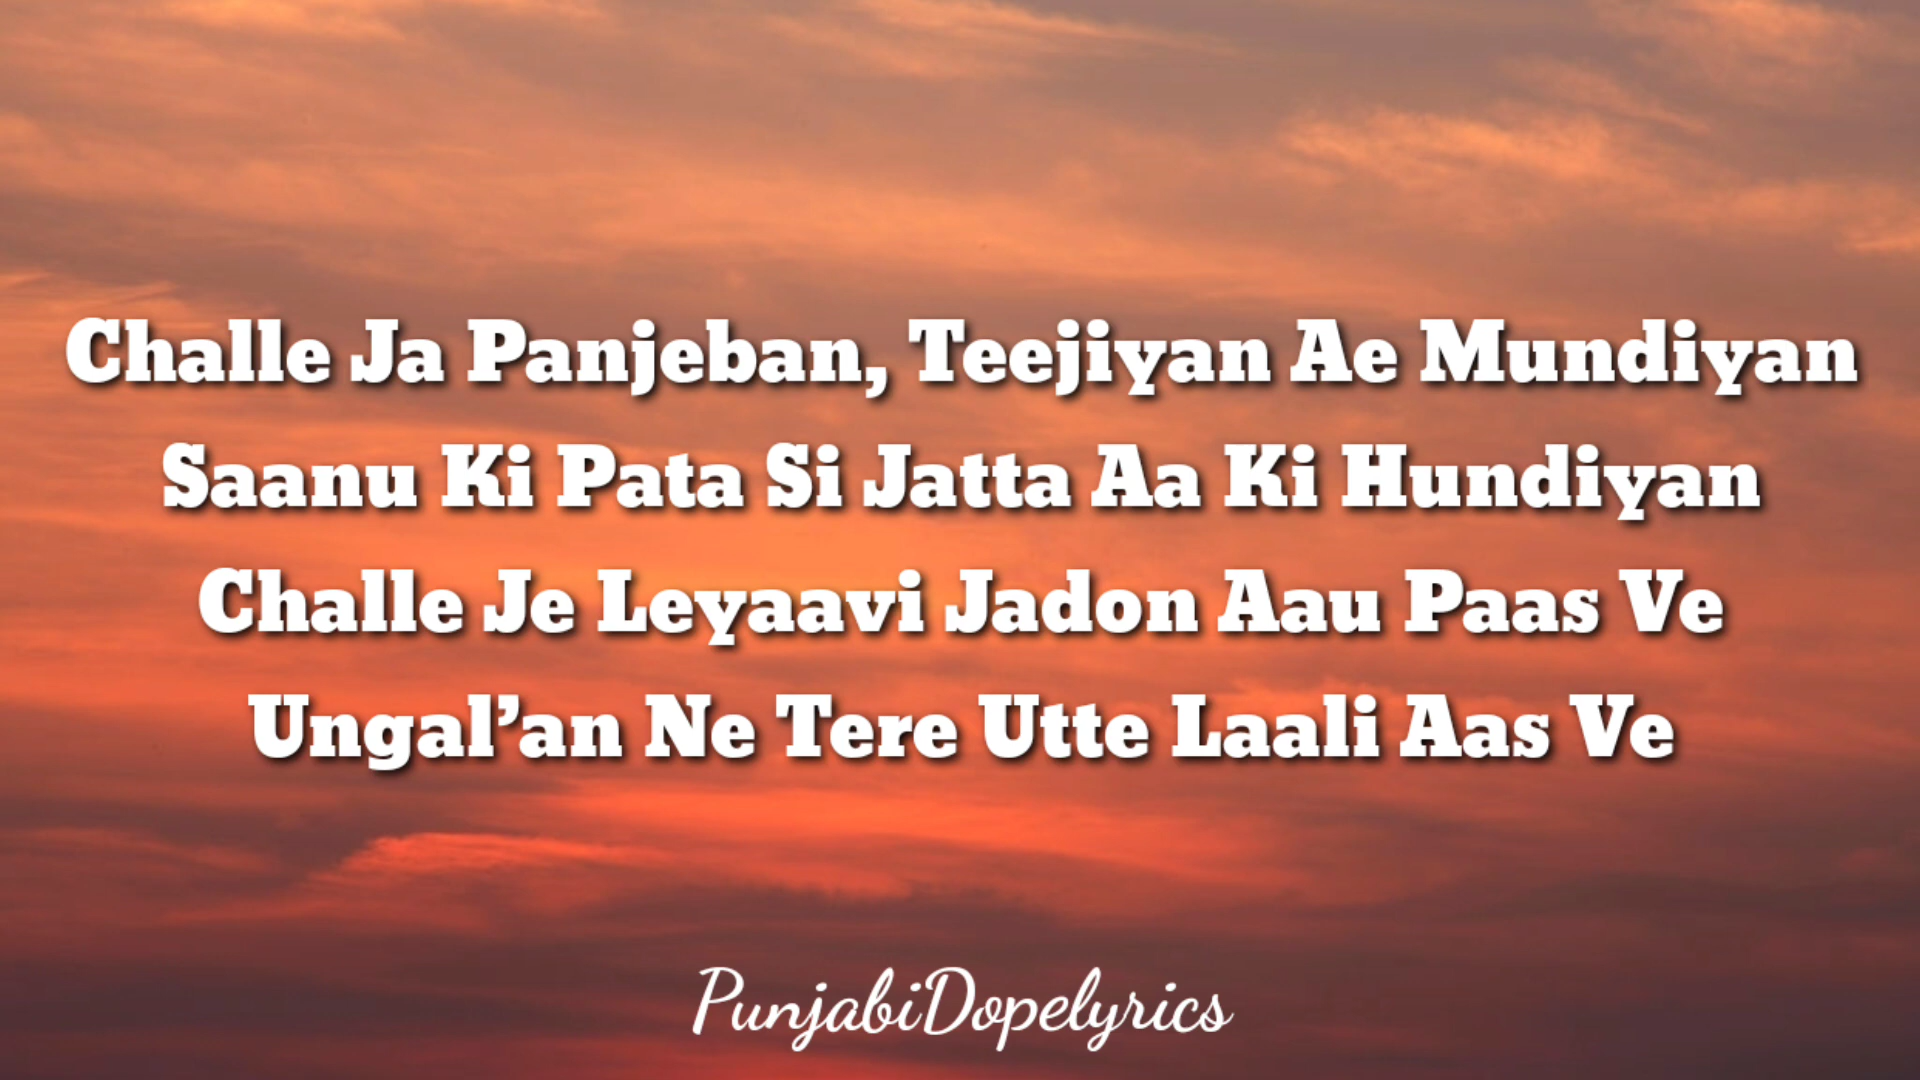 Challe Ja Panjeban, Teejiyan Ae Mundiyan
Saanu Ki Pata Si Jatta Aa Ki Hundiyan
Challe Je Leyaavi Jadon Aau Paas Ve
Ungal’an Ne Tere Utte Laali Aas Ve
PunjabiDopelyrics